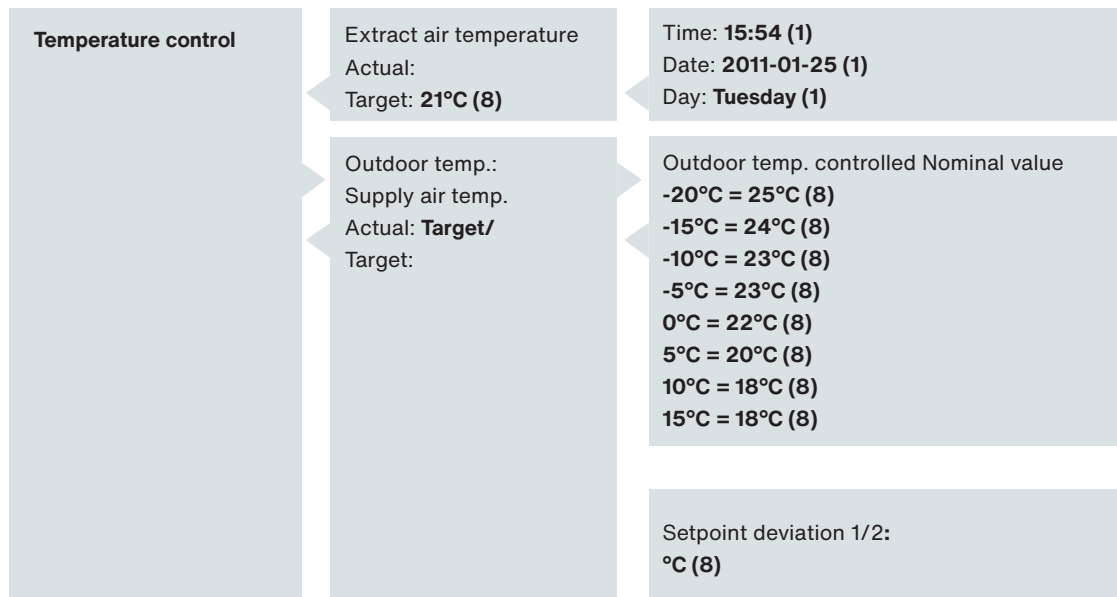 Temperature control
Extract air temperature
Actual:
Target: 21°C (8)
Time: 15:54 (1)
Date: 2011-01-25 (1)
Day: Tuesday (1)
Outdoor temp.:
Supply air temp.
Actual: Target/
Target:
Outdoor temp. controlled Nominal value
-20°C = 25°C (8)
-15°C = 24°C (8)
-10°C = 23°C (8)
-5°C = 23°C (8)
0°C = 22°C (8)
5°C = 20°C (8)
10°C = 18°C (8)
15°C = 18°C (8)
Setpoint deviation 1/2:
°C (8)